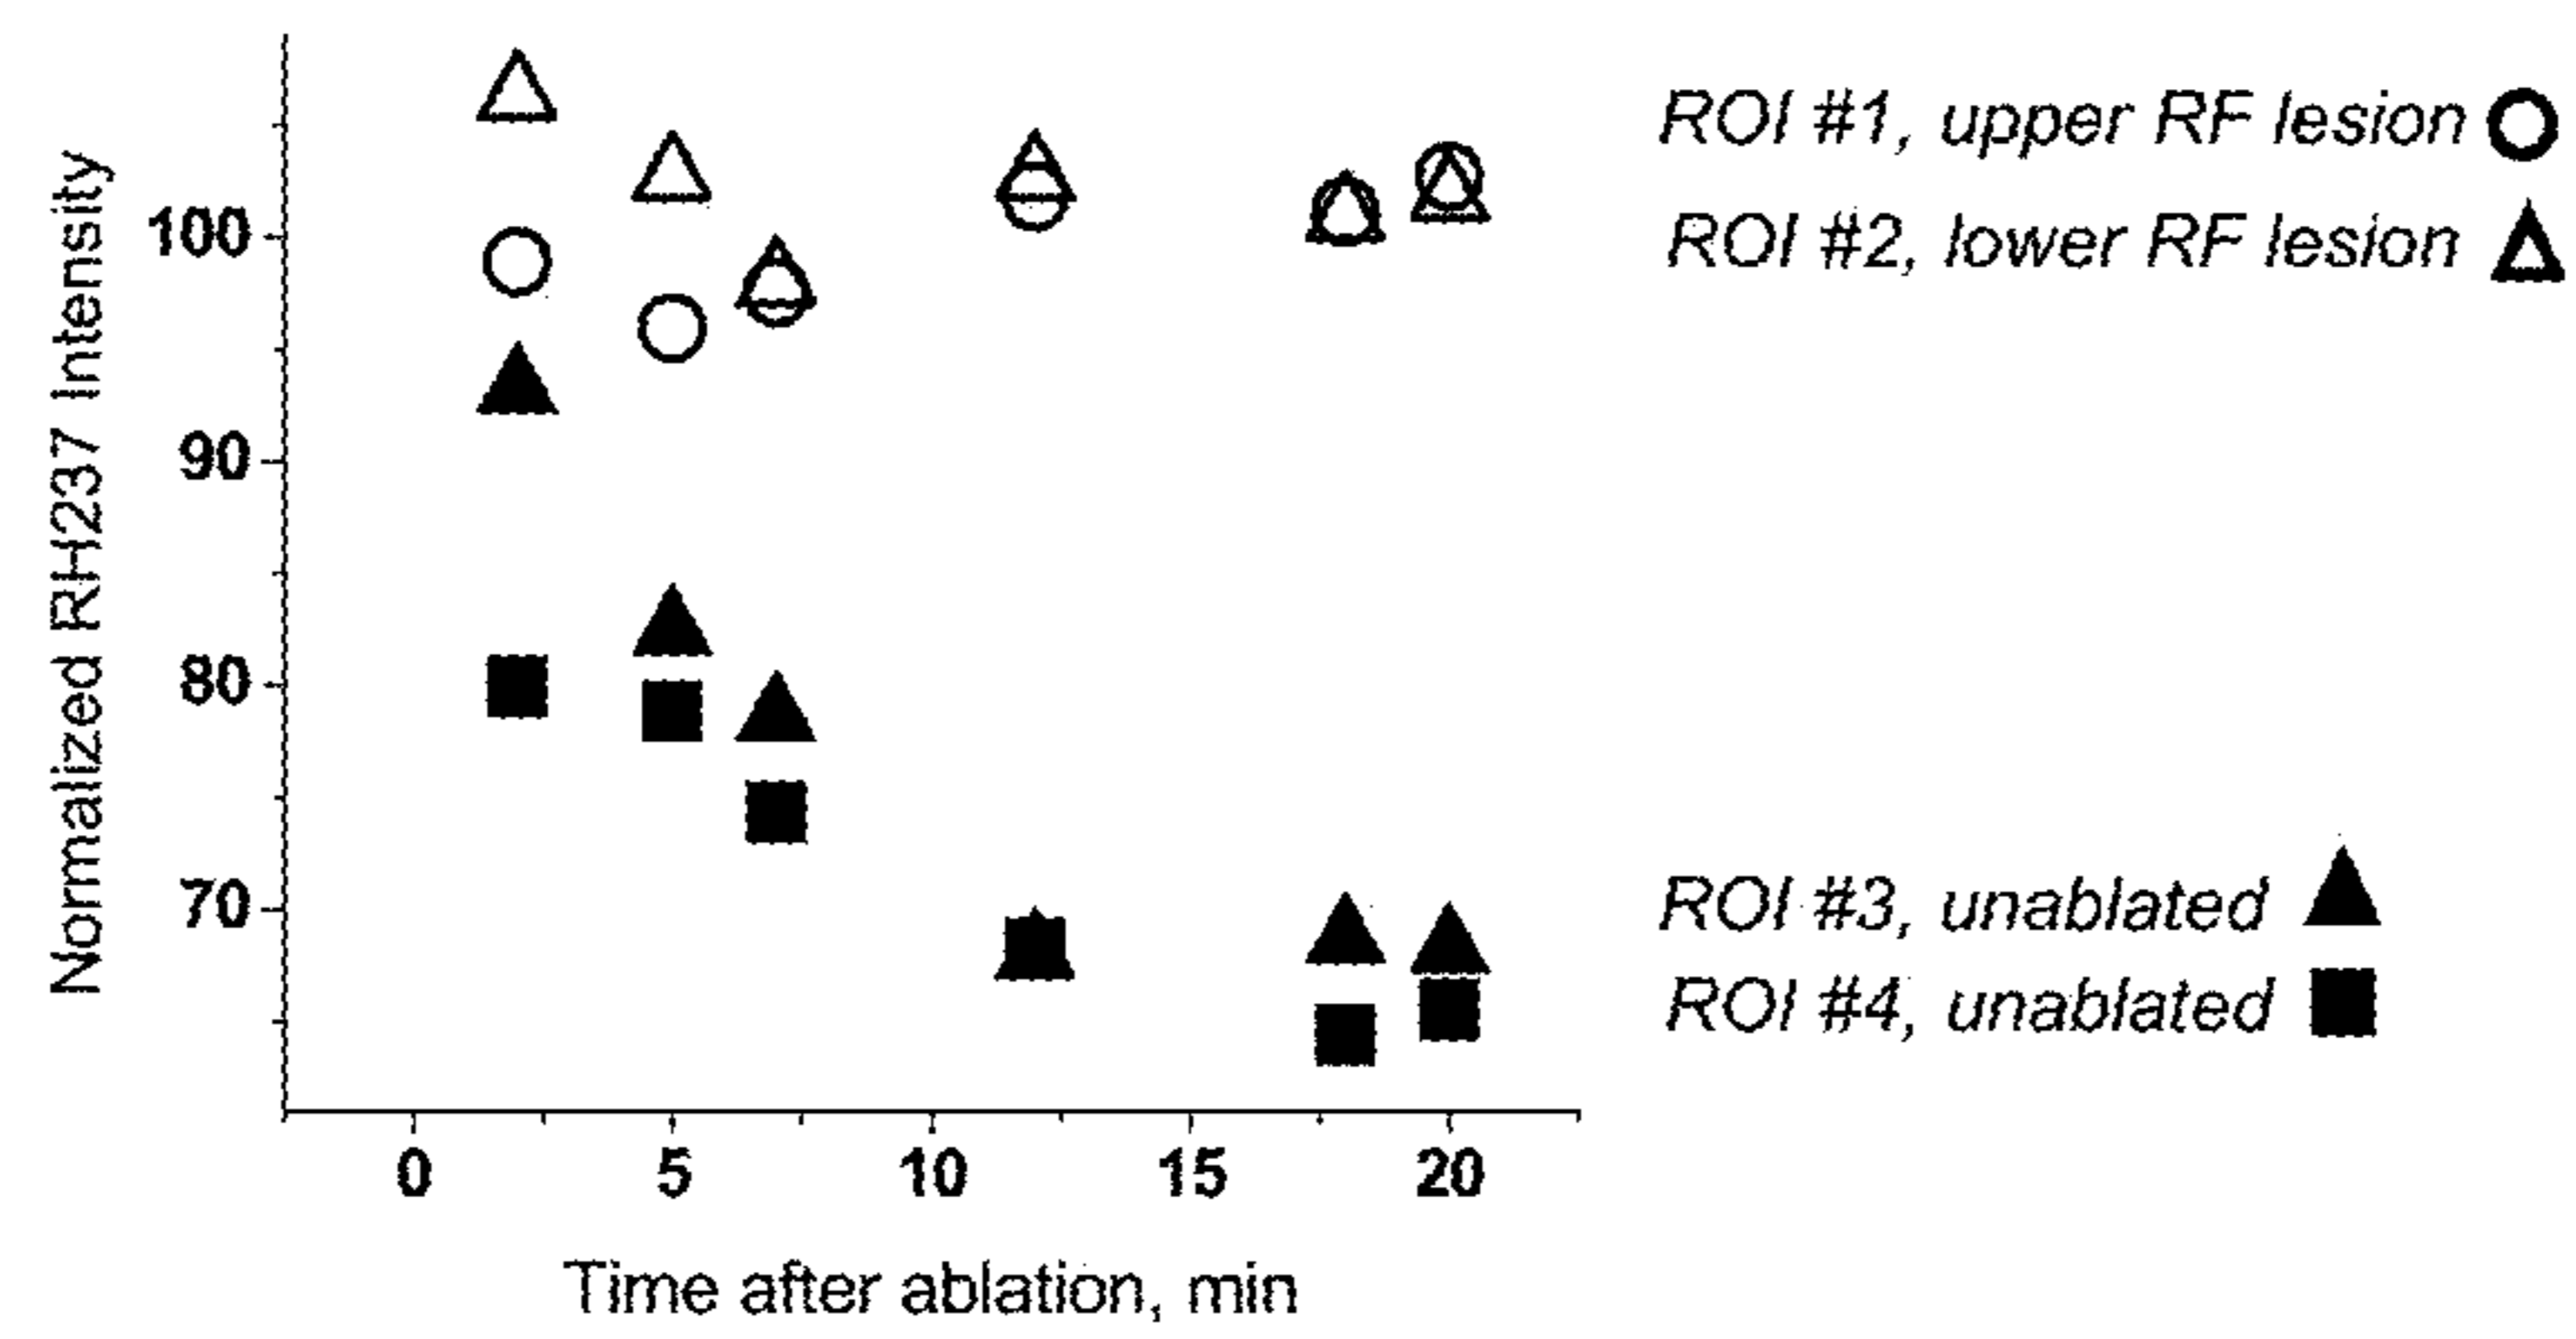 Normalized RH237 Intensity
100
90
80
70
0 5 10 15 20
Time after ablation, min
ROI #1, upper RF lesion
ROI #2, lower RF lesion
ROI #3, unablated
ROI #4, unablated